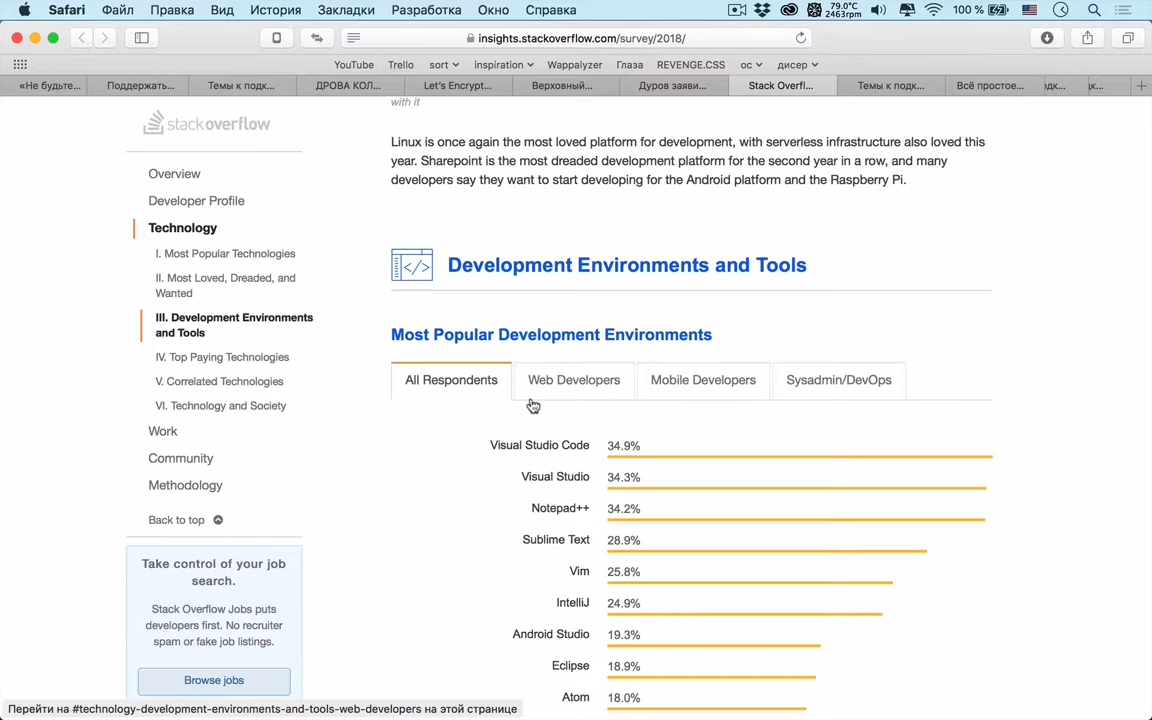 Safari Файл Правка Вид История Закладки Разработка Окно Справка 79.0°C 2463rpm 100 %
insights.stackoverflow.com/survey/2018/
YouTube Trello sort inspiration Wappalyzer Глаза REVENGE.CSS ос дисер
«Не будьте... Поддержать... Темы к подк... ДРОВА КОЛ... Let's Encrypt... Верховный... Дуров заяви... Stack Overfl... Темы к подк... Всё простое... одк... к...
with it
stackoverflow
Linux is once again the most loved platform for development, with serverless infrastructure also loved this
year. Sharepoint is the most dreaded development platform for the second year in a row, and many
developers say they want to start developing for the Android platform and the Raspberry Pi.
Overview
Developer Profile
Technology
I. Most Popular Technologies
II. Most Loved, Dreaded, and
Wanted
III. Development Environments
and Tools
IV. Top Paying Technologies
V. Correlated Technologies
VI. Technology and Society
Work
Community
Methodology
Back to top
Take control of your job
search.
Stack Overflow Jobs puts
developers first. No recruiter
spam or fake job listings.
Browse jobs
Development Environments and Tools
Most Popular Development Environments
All Respondents Web Developers Mobile Developers Sysadmin/DevOps
Visual Studio Code 34.9%
Visual Studio 34.3%
Notepad++ 34.2%
Sublime Text 28.9%
Vim 25.8%
IntelliJ 24.9%
Android Studio 19.3%
Eclipse 18.9%
Atom 18.0%
Перейти на #technology-development-environments-and-tools-web-developers на этой странице